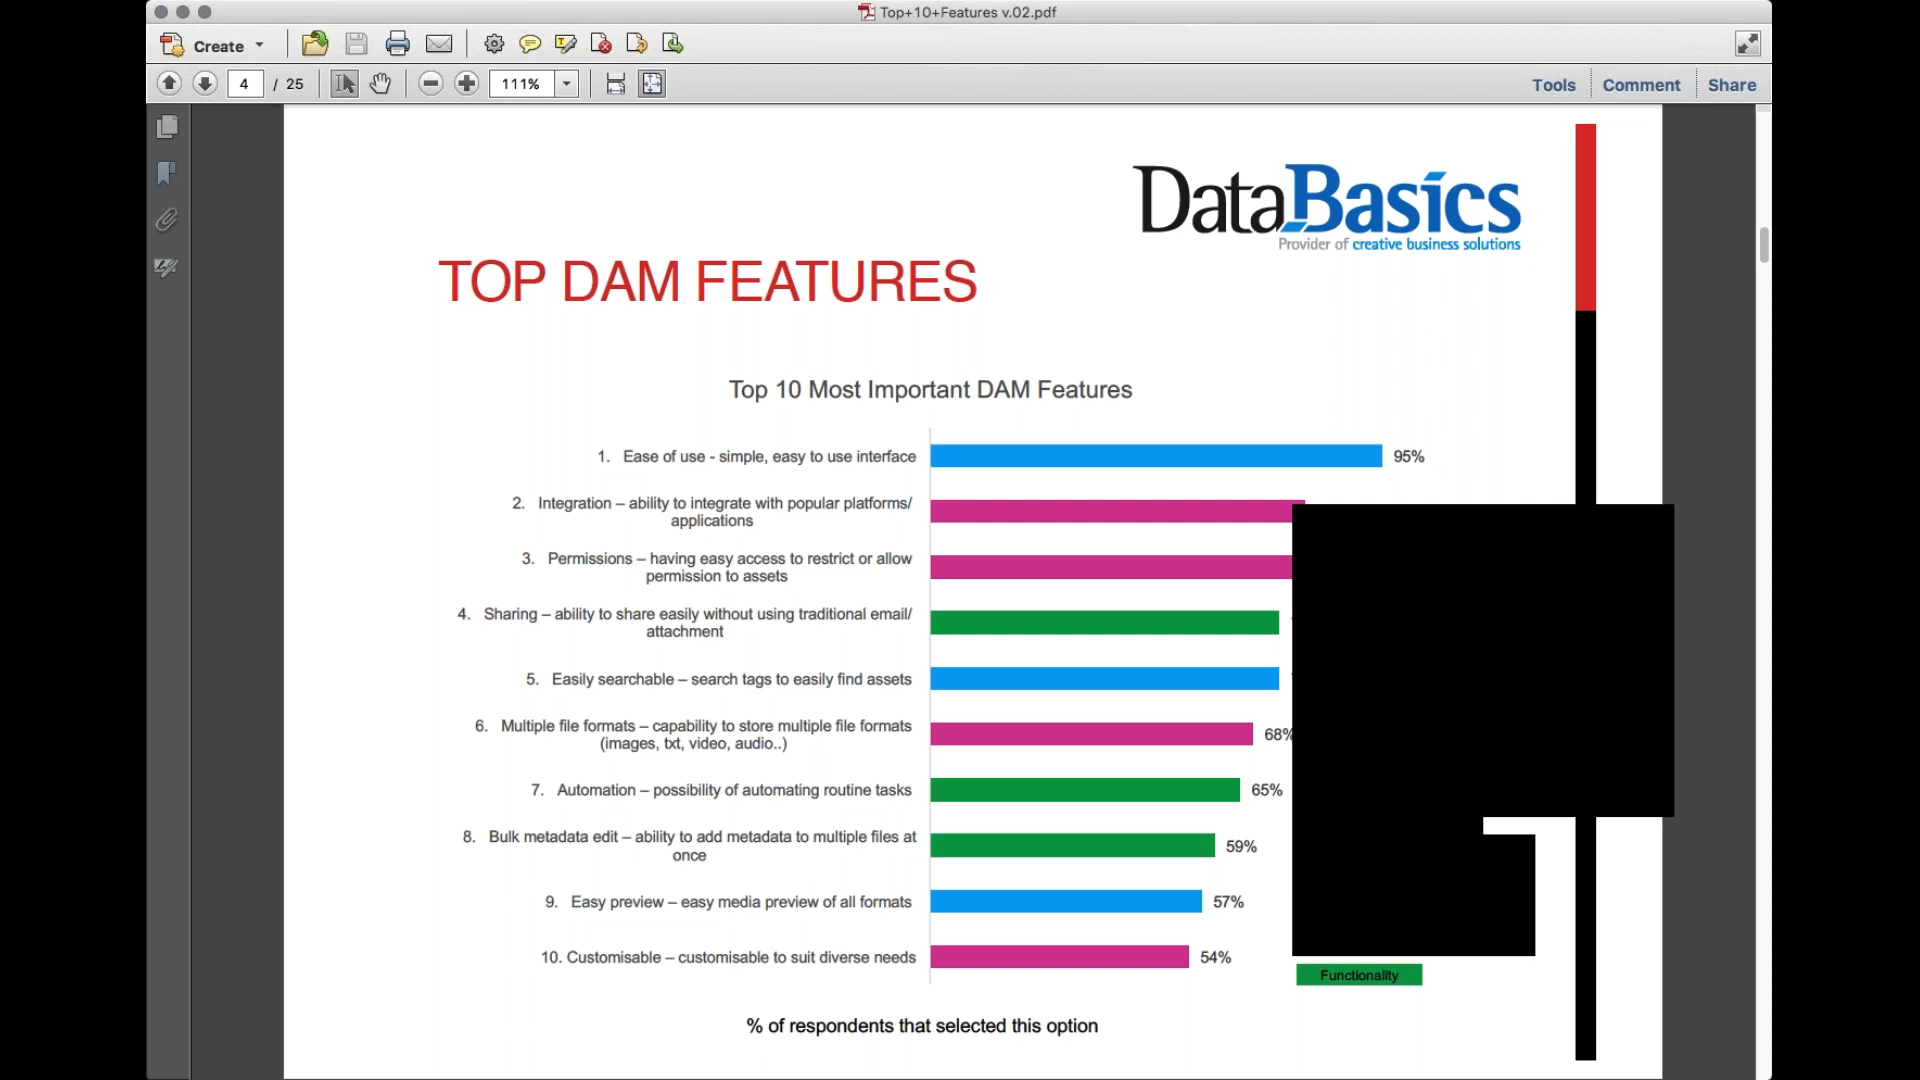 Top+10+Features v.02.pdf
Create
4 / 25
111%
Tools
Comment
Share
DataBasics
Provider of creative business solutions
TOP DAM FEATURES
Top 10 Most Important DAM Features
1. Ease of use - simple, easy to use interface
95%
2. Integration – ability to integrate with popular platforms/
applications
3. Permissions – having easy access to restrict or allow
permission to assets
4. Sharing – ability to share easily without using traditional email/
attachment
5. Easily searchable – search tags to easily find assets
6. Multiple file formats – capability to store multiple file formats
(images, txt, video, audio..)
68%
7. Automation – possibility of automating routine tasks
65%
8. Bulk metadata edit – ability to add metadata to multiple files at
once
59%
9. Easy preview – easy media preview of all formats
57%
10. Customisable – customisable to suit diverse needs
54%
Functionality
% of respondents that selected this option